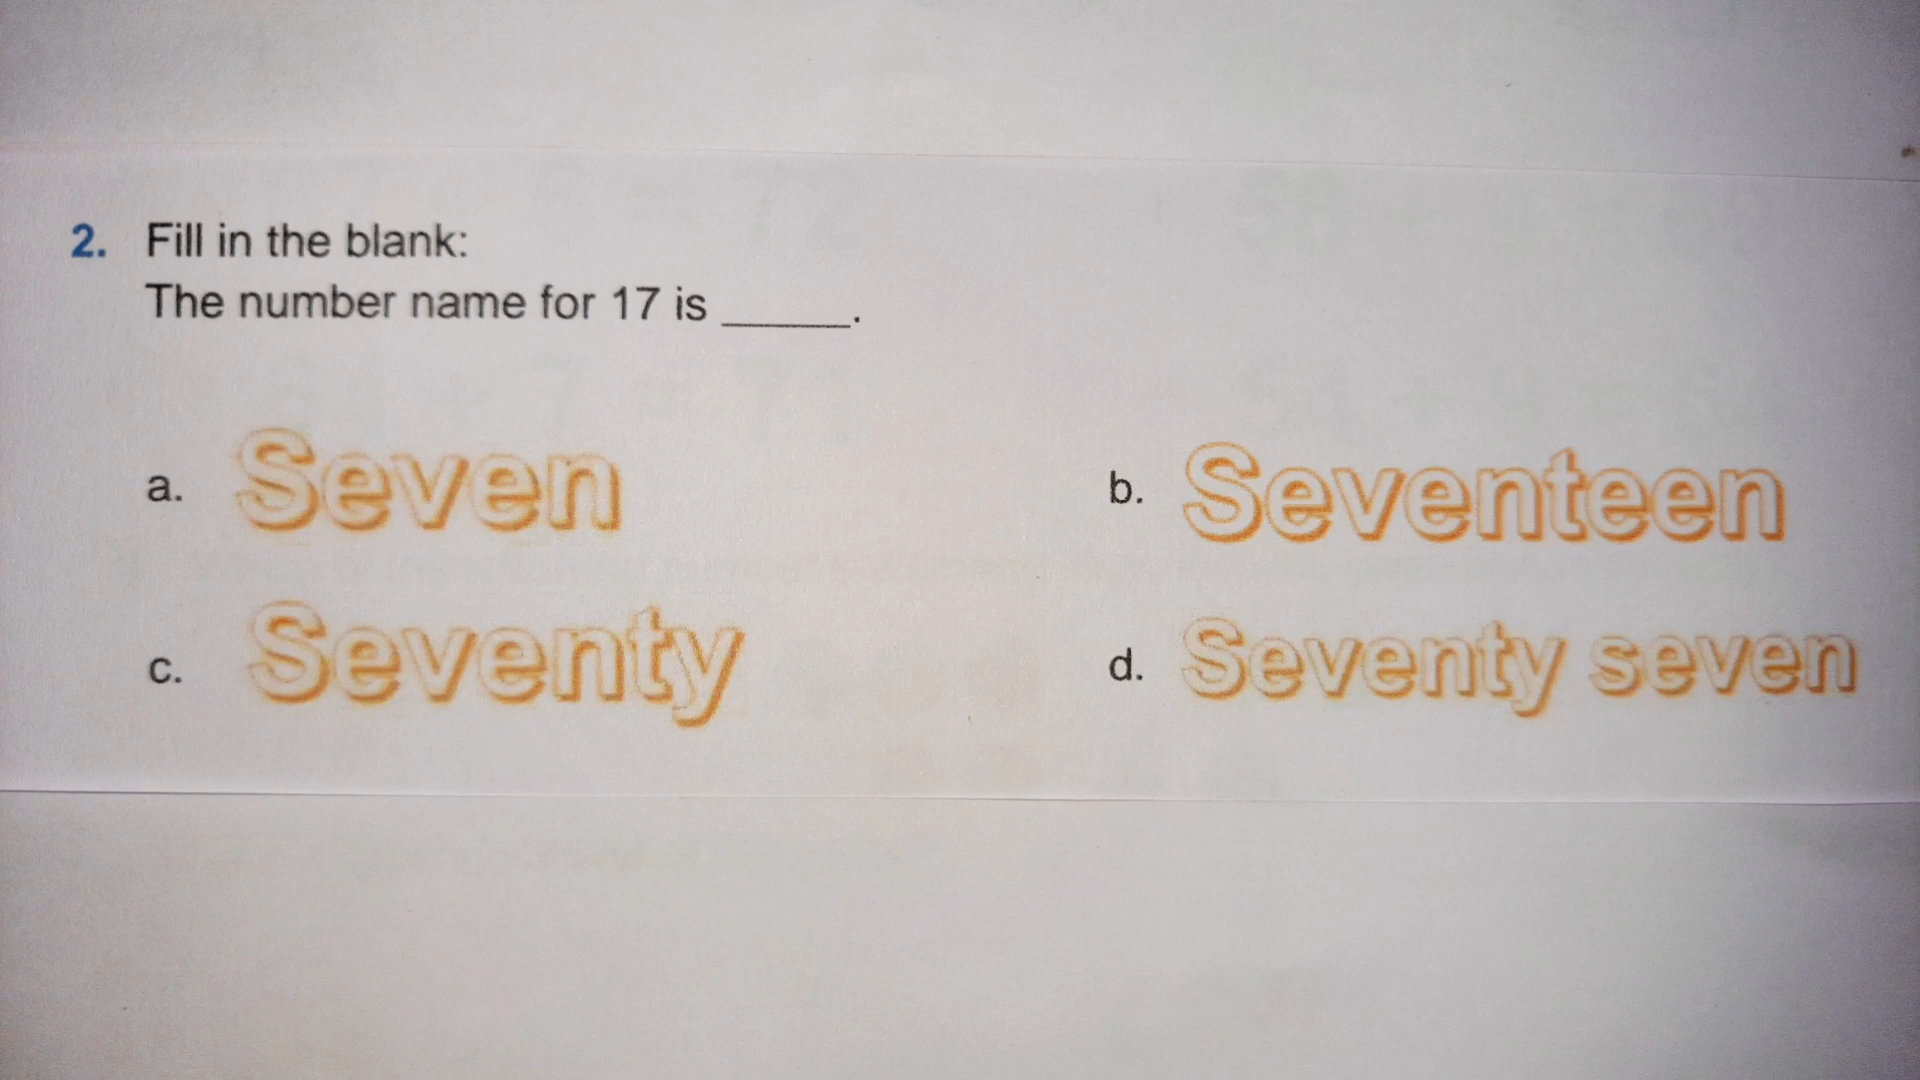 2. Fill in the blank:
The number name for 17 is ______.
a. Seven
b. Seventeen
c. Seventy
d. Seventy seven